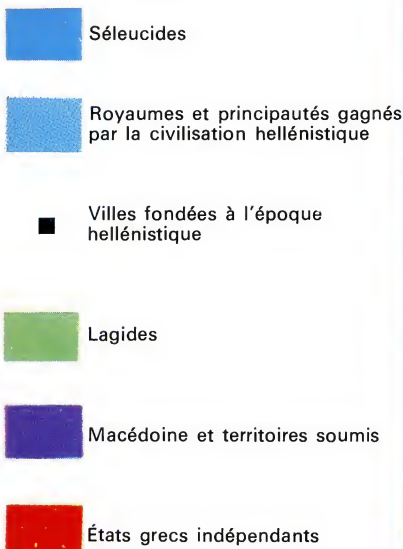 Séleucides
Royaumes et principautés gagnés
par la civilisation hellénistique
Villes fondées à l'époque
hellénistique
Lagides
Macédoine et territoires soumis
États grecs indépendants